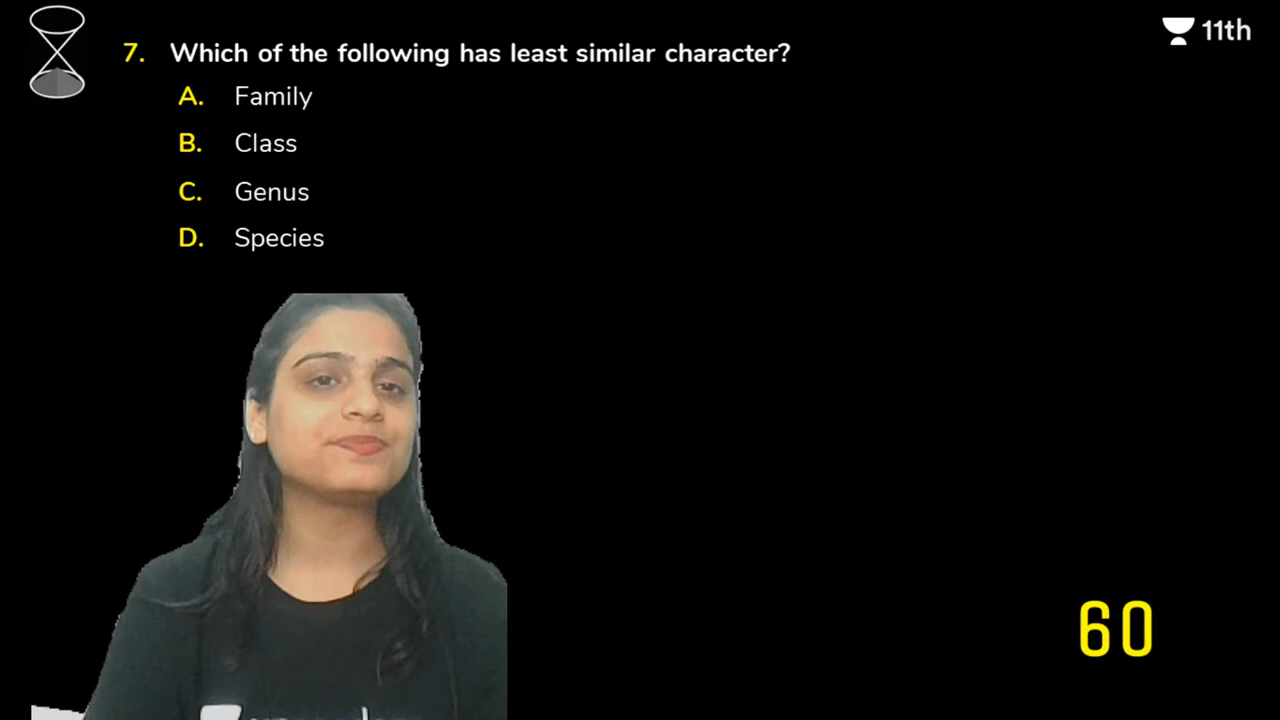 11th
7. Which of the following has least similar character?
A. Family
B. Class
C. Genus
D. Species
60